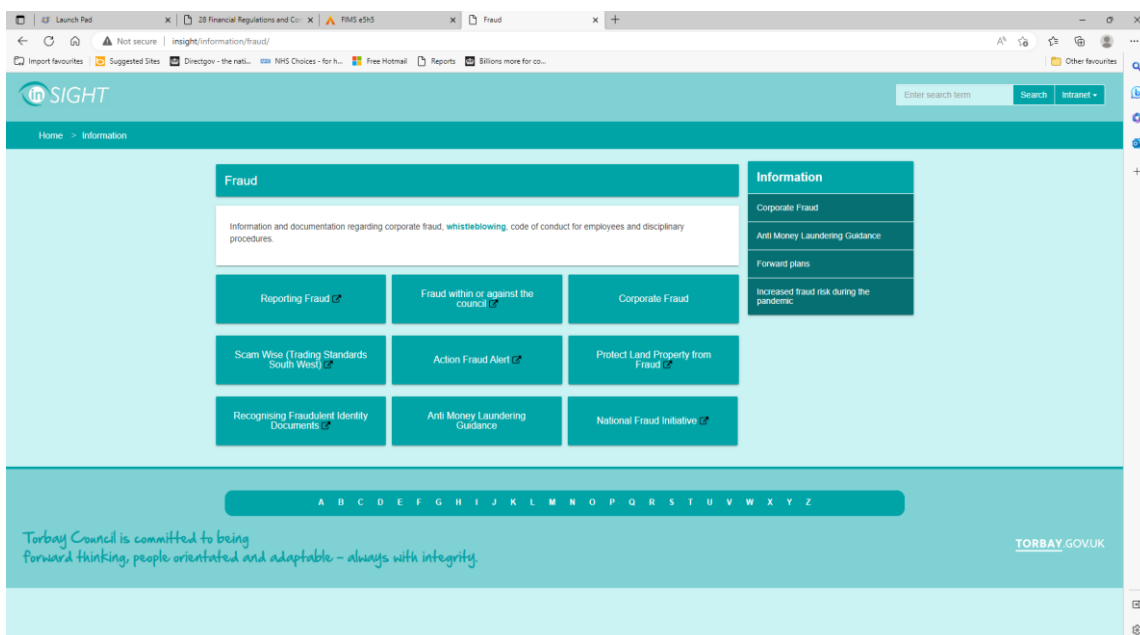 Launch Pad
28 Financial Regulations and Cor
FIMS e5h5
Fraud
Not secure | insight/information/fraud/
Import favourites
Suggested Sites
Directgov - the nati...
NHS Choices - for h...
Free Hotmail
Reports
Billions more for co...
Other favourites
inSIGHT
Enter search term
Search
Intranet
Home > Information
Fraud
Information and documentation regarding corporate fraud, whistleblowing, code of conduct for employees and disciplinary
procedures.
Reporting Fraud
Fraud within or against the
council
Corporate Fraud
Scam Wise (Trading Standards
South West)
Action Fraud Alert
Protect Land Property from
Fraud
Recognising Fraudulent Identity
Documents
Anti Money Laundering
Guidance
National Fraud Initiative
Information
Corporate Fraud
Anti Money Laundering Guidance
Forward plans
Increased fraud risk during the
pandemic
A B C D E F G H I J K L M N O P Q R S T U V W X Y Z
Torbay Council is committed to being
forward thinking, people orientated and adaptable – always with integrity.
TORBAY.GOV.UK